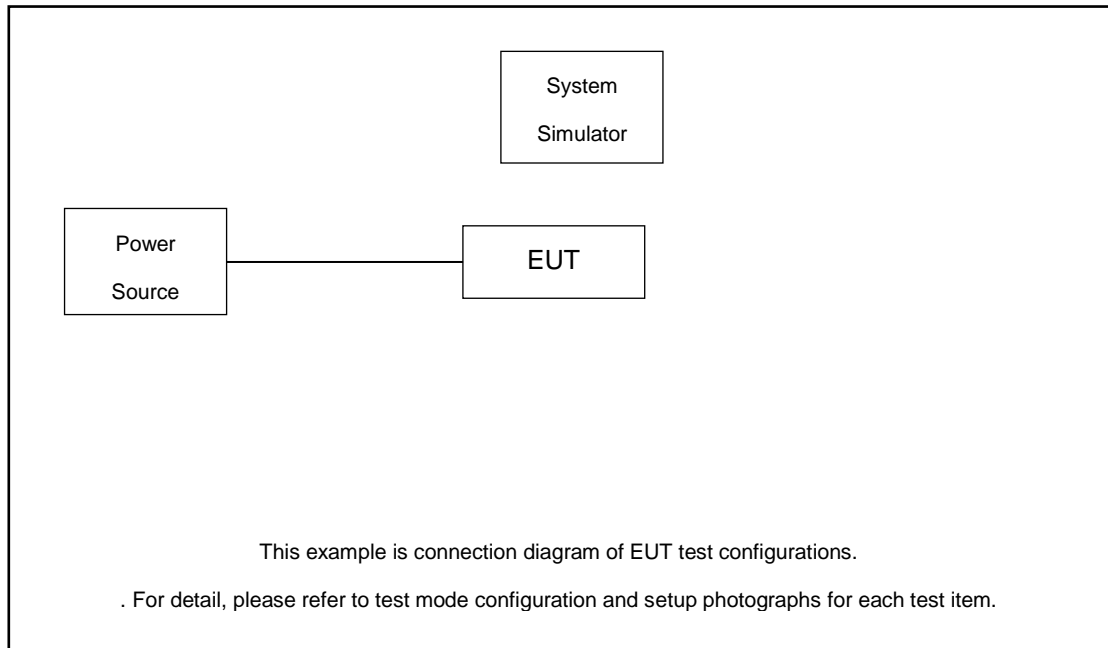 System
Simulator
Power
Source
EUT
This example is connection diagram of EUT test configurations.
. For detail, please refer to test mode configuration and setup photographs for each test item.